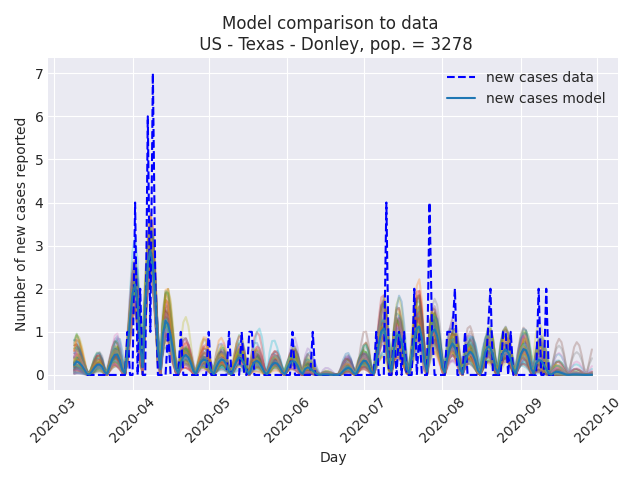 Model comparison to data
US - Texas - Donley, pop. = 3278
new cases data
new cases model
Number of new cases reported
7
6
5
4
3
2
1
0
2020-03
2020-04
2020-05
2020-06
2020-07
2020-08
2020-09
2020-10
Day